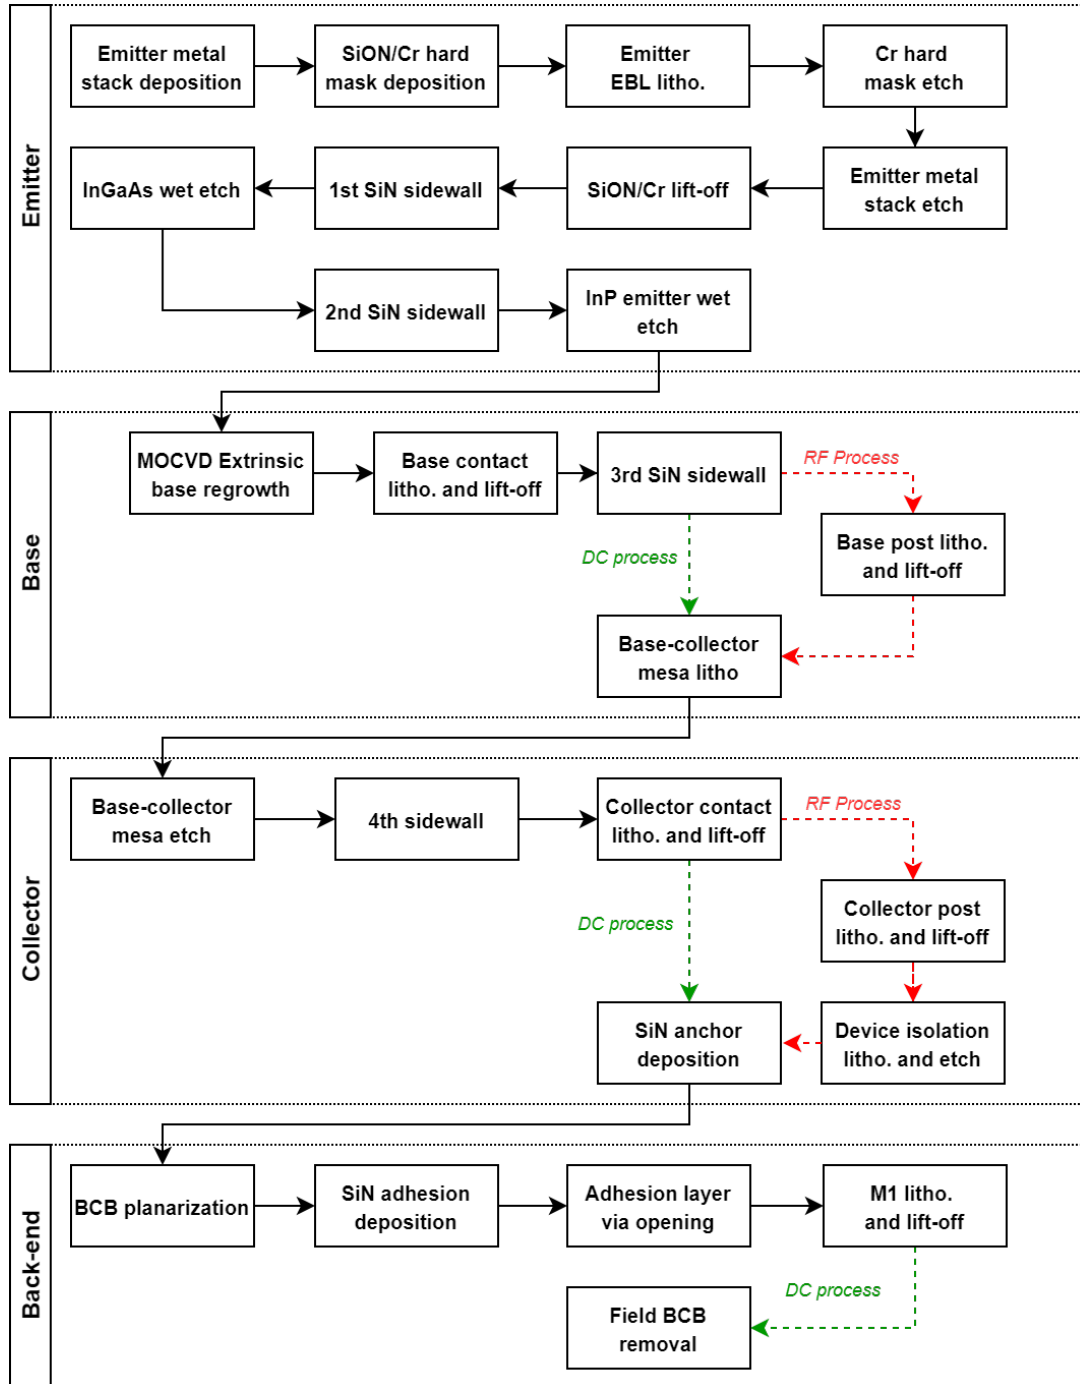 Emitter
Emitter metal
stack deposition
SiON/Cr hard
mask deposition
Emitter
EBL litho.
Cr hard
mask etch
Emitter metal
stack etch
SiON/Cr lift-off
1st SiN sidewall
InGaAs wet etch
2nd SiN sidewall
InP emitter wet
etch
Base
MOCVD Extrinsic
base regrowth
Base contact
litho. and lift-off
3rd SiN sidewall
RF Process
Base post litho.
and lift-off
DC process
Base-collector
mesa litho
Collector
Base-collector
mesa etch
4th sidewall
Collector contact
litho. and lift-off
RF Process
Collector post
litho. and lift-off
DC process
Device isolation
litho. and etch
SiN anchor
deposition
Back-end
BCB planarization
SiN adhesion
deposition
Adhesion layer
via opening
M1 litho.
and lift-off
DC process
Field BCB
removal